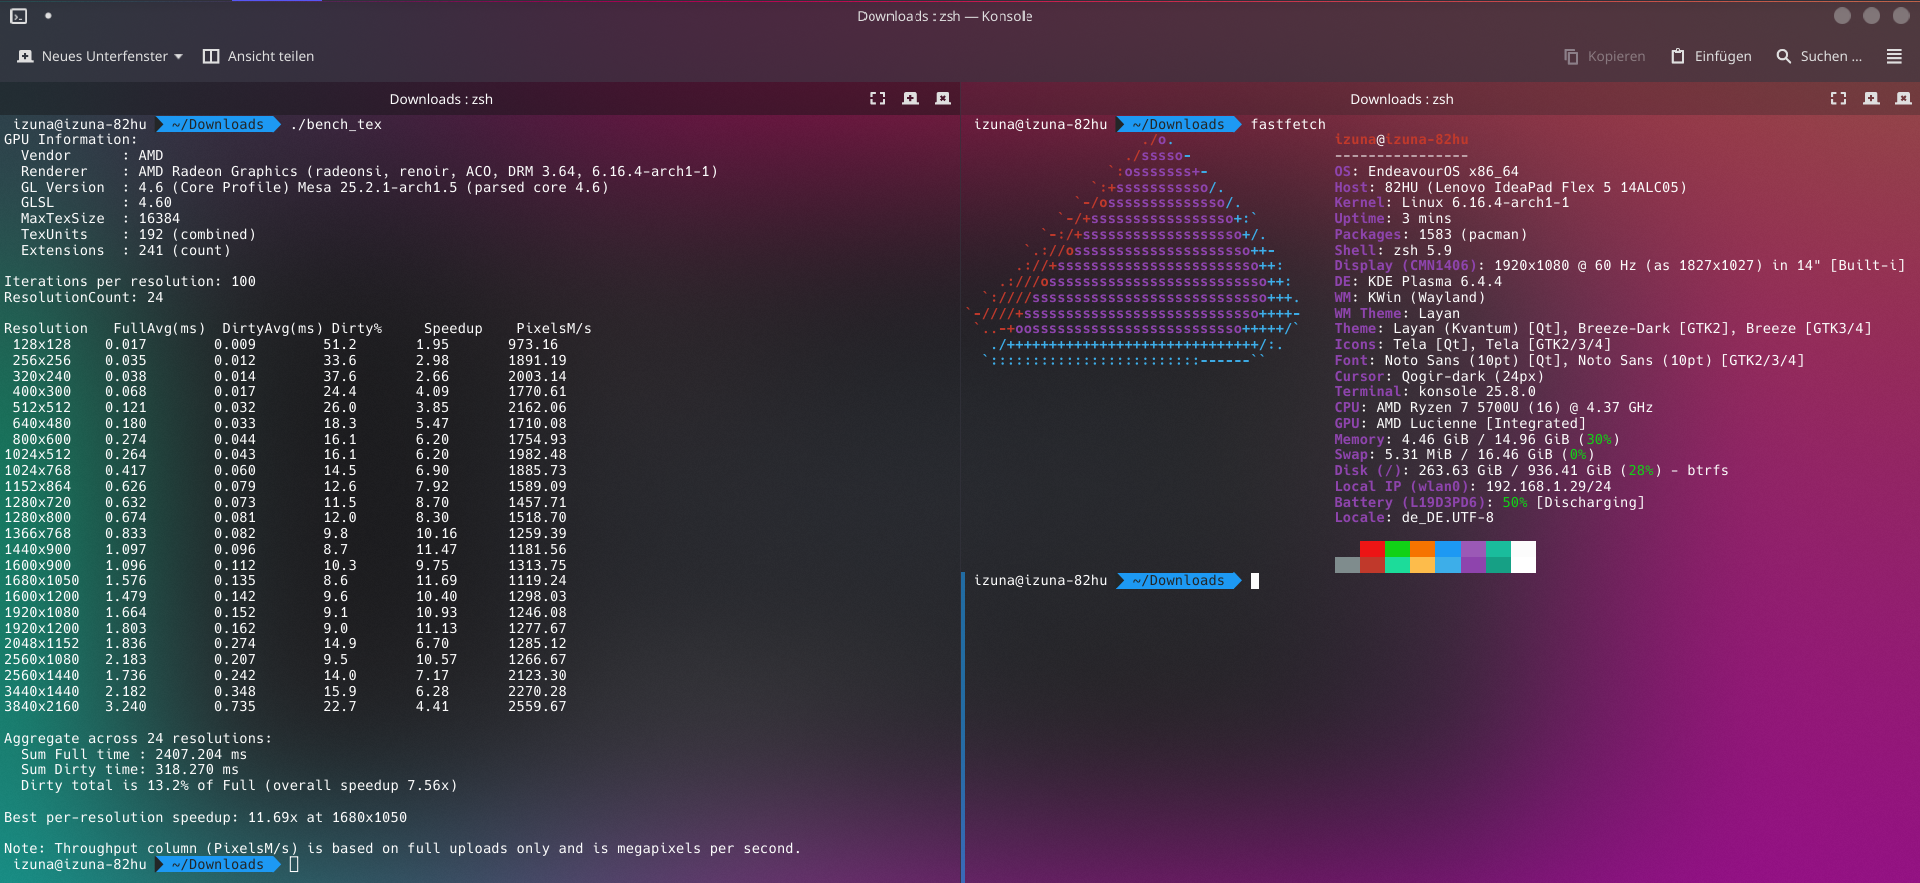 Downloads : zsh — Konsole
Neues Unterfenster
Ansicht teilen
Kopieren
Einfügen
Suchen ...
Downloads : zsh
izuna@izuna-82hu ~/Downloads ./bench_tex
GPU Information:
  Vendor      : AMD
  Renderer    : AMD Radeon Graphics (radeonsi, renoir, ACO, DRM 3.64, 6.16.4-arch1-1)
  GL Version  : 4.6 (Core Profile) Mesa 25.2.1-arch1.5 (parsed core 4.6)
  GLSL        : 4.60
  MaxTexSize  : 16384
  TexUnits    : 192 (combined)
  Extensions  : 241 (count)
Iterations per resolution: 100
ResolutionCount: 24
Resolution   FullAvg(ms)  DirtyAvg(ms) Dirty%     Speedup    PixelsM/s
 128x128    0.017        0.009        51.2       1.95       973.16
 256x256    0.035        0.012        33.6       2.98       1891.19
 320x240    0.038        0.014        37.6       2.66       2003.14
 400x300    0.068        0.017        24.4       4.09       1770.61
 512x512    0.121        0.032        26.0       3.85       2162.06
 640x480    0.180        0.033        18.3       5.47       1710.08
 800x600    0.274        0.044        16.1       6.20       1754.93
1024x512   0.264        0.043        16.1       6.20       1982.48
1024x768   0.417        0.060        14.5       6.90       1885.73
1152x864   0.626        0.079        12.6       7.92       1589.09
1280x720   0.632        0.073        11.5       8.70       1457.71
1280x800   0.674        0.081        12.0       8.30       1518.70
1366x768   0.833        0.082        9.8        10.16      1259.39
1440x900   1.097        0.096        8.7        11.47      1181.56
1600x900   1.096        0.112        10.3       9.75       1313.75
1680x1050   1.576        0.135        8.6        11.69      1119.24
1600x1200   1.479        0.142        9.6        10.40      1298.03
1920x1080   1.664        0.152        9.1        10.93      1246.08
1920x1200   1.803        0.162        9.0        11.13      1277.67
2048x1152   1.836        0.274        14.9       6.70       1285.12
2560x1080   2.183        0.207        9.5        10.57      1266.67
2560x1440   1.736        0.242        14.0       7.17       2123.30
3440x1440   2.182        0.348        15.9       6.28       2270.28
3840x2160   3.240        0.735        22.7       4.41       2559.67
Aggregate across 24 resolutions:
  Sum Full time : 2407.204 ms
  Sum Dirty time: 318.270 ms
  Dirty total is 13.2% of Full (overall speedup 7.56x)
Best per-resolution speedup: 11.69x at 1680x1050
Note: Throughput column (PixelsM/s) is based on full uploads only and is megapixels per second.
izuna@izuna-82hu ~/Downloads
Downloads : zsh
izuna@izuna-82hu ~/Downloads fastfetch
izuna@izuna-82hu
----------------
OS: EndeavourOS x86_64
Host: 82HU (Lenovo IdeaPad Flex 5 14ALC05)
Kernel: Linux 6.16.4-arch1-1
Uptime: 3 mins
Packages: 1583 (pacman)
Shell: zsh 5.9
Display (CMN1406): 1920x1080 @ 60 Hz (as 1827x1027) in 14" [Built-i]
DE: KDE Plasma 6.4.4
WM: KWin (Wayland)
WM Theme: Layan
Theme: Layan (Kvantum) [Qt], Breeze-Dark [GTK2], Breeze [GTK3/4]
Icons: Tela [Qt], Tela [GTK2/3/4]
Font: Noto Sans (10pt) [Qt], Noto Sans (10pt) [GTK2/3/4]
Cursor: Qogir-dark (24px)
Terminal: konsole 25.8.0
CPU: AMD Ryzen 7 5700U (16) @ 4.37 GHz
GPU: AMD Lucienne [Integrated]
Memory: 4.46 GiB / 14.96 GiB (30%)
Swap: 5.31 MiB / 16.46 GiB (0%)
Disk (/): 263.63 GiB / 936.41 GiB (28%) - btrfs
Local IP (wlan0): 192.168.1.29/24
Battery (L19D3PD6): 50% [Discharging]
Locale: de_DE.UTF-8
izuna@izuna-82hu ~/Downloads